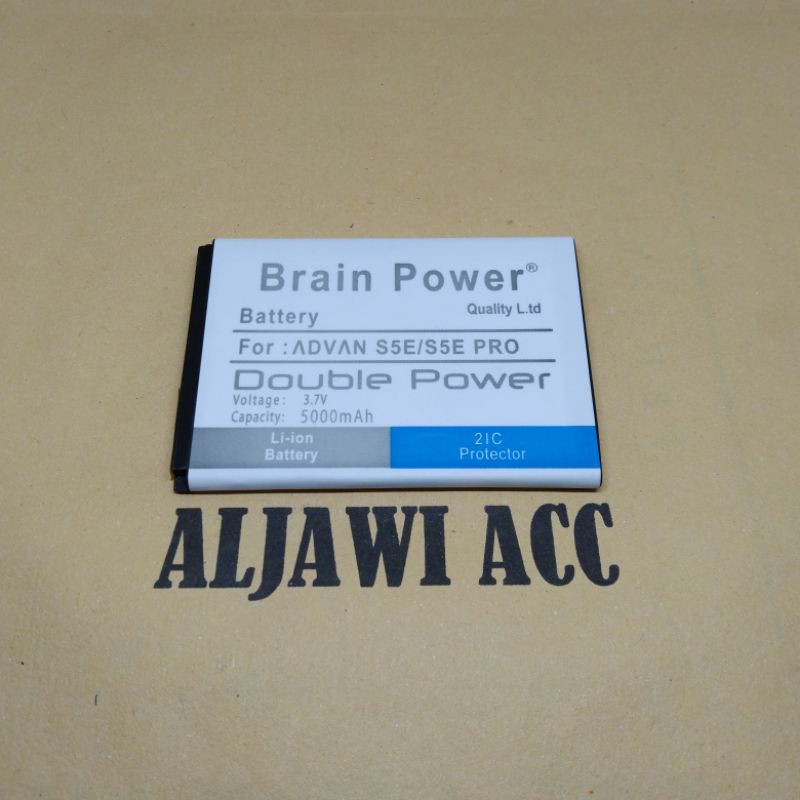 Brain Power®
Quality L.td
Battery
For : ADVAN S5E/S5E PRO
Double Power
Voltage: 3.7V
Capacity: 5000mAh
Li-ion
Battery
2IC
Protector
ALJAWI ACC